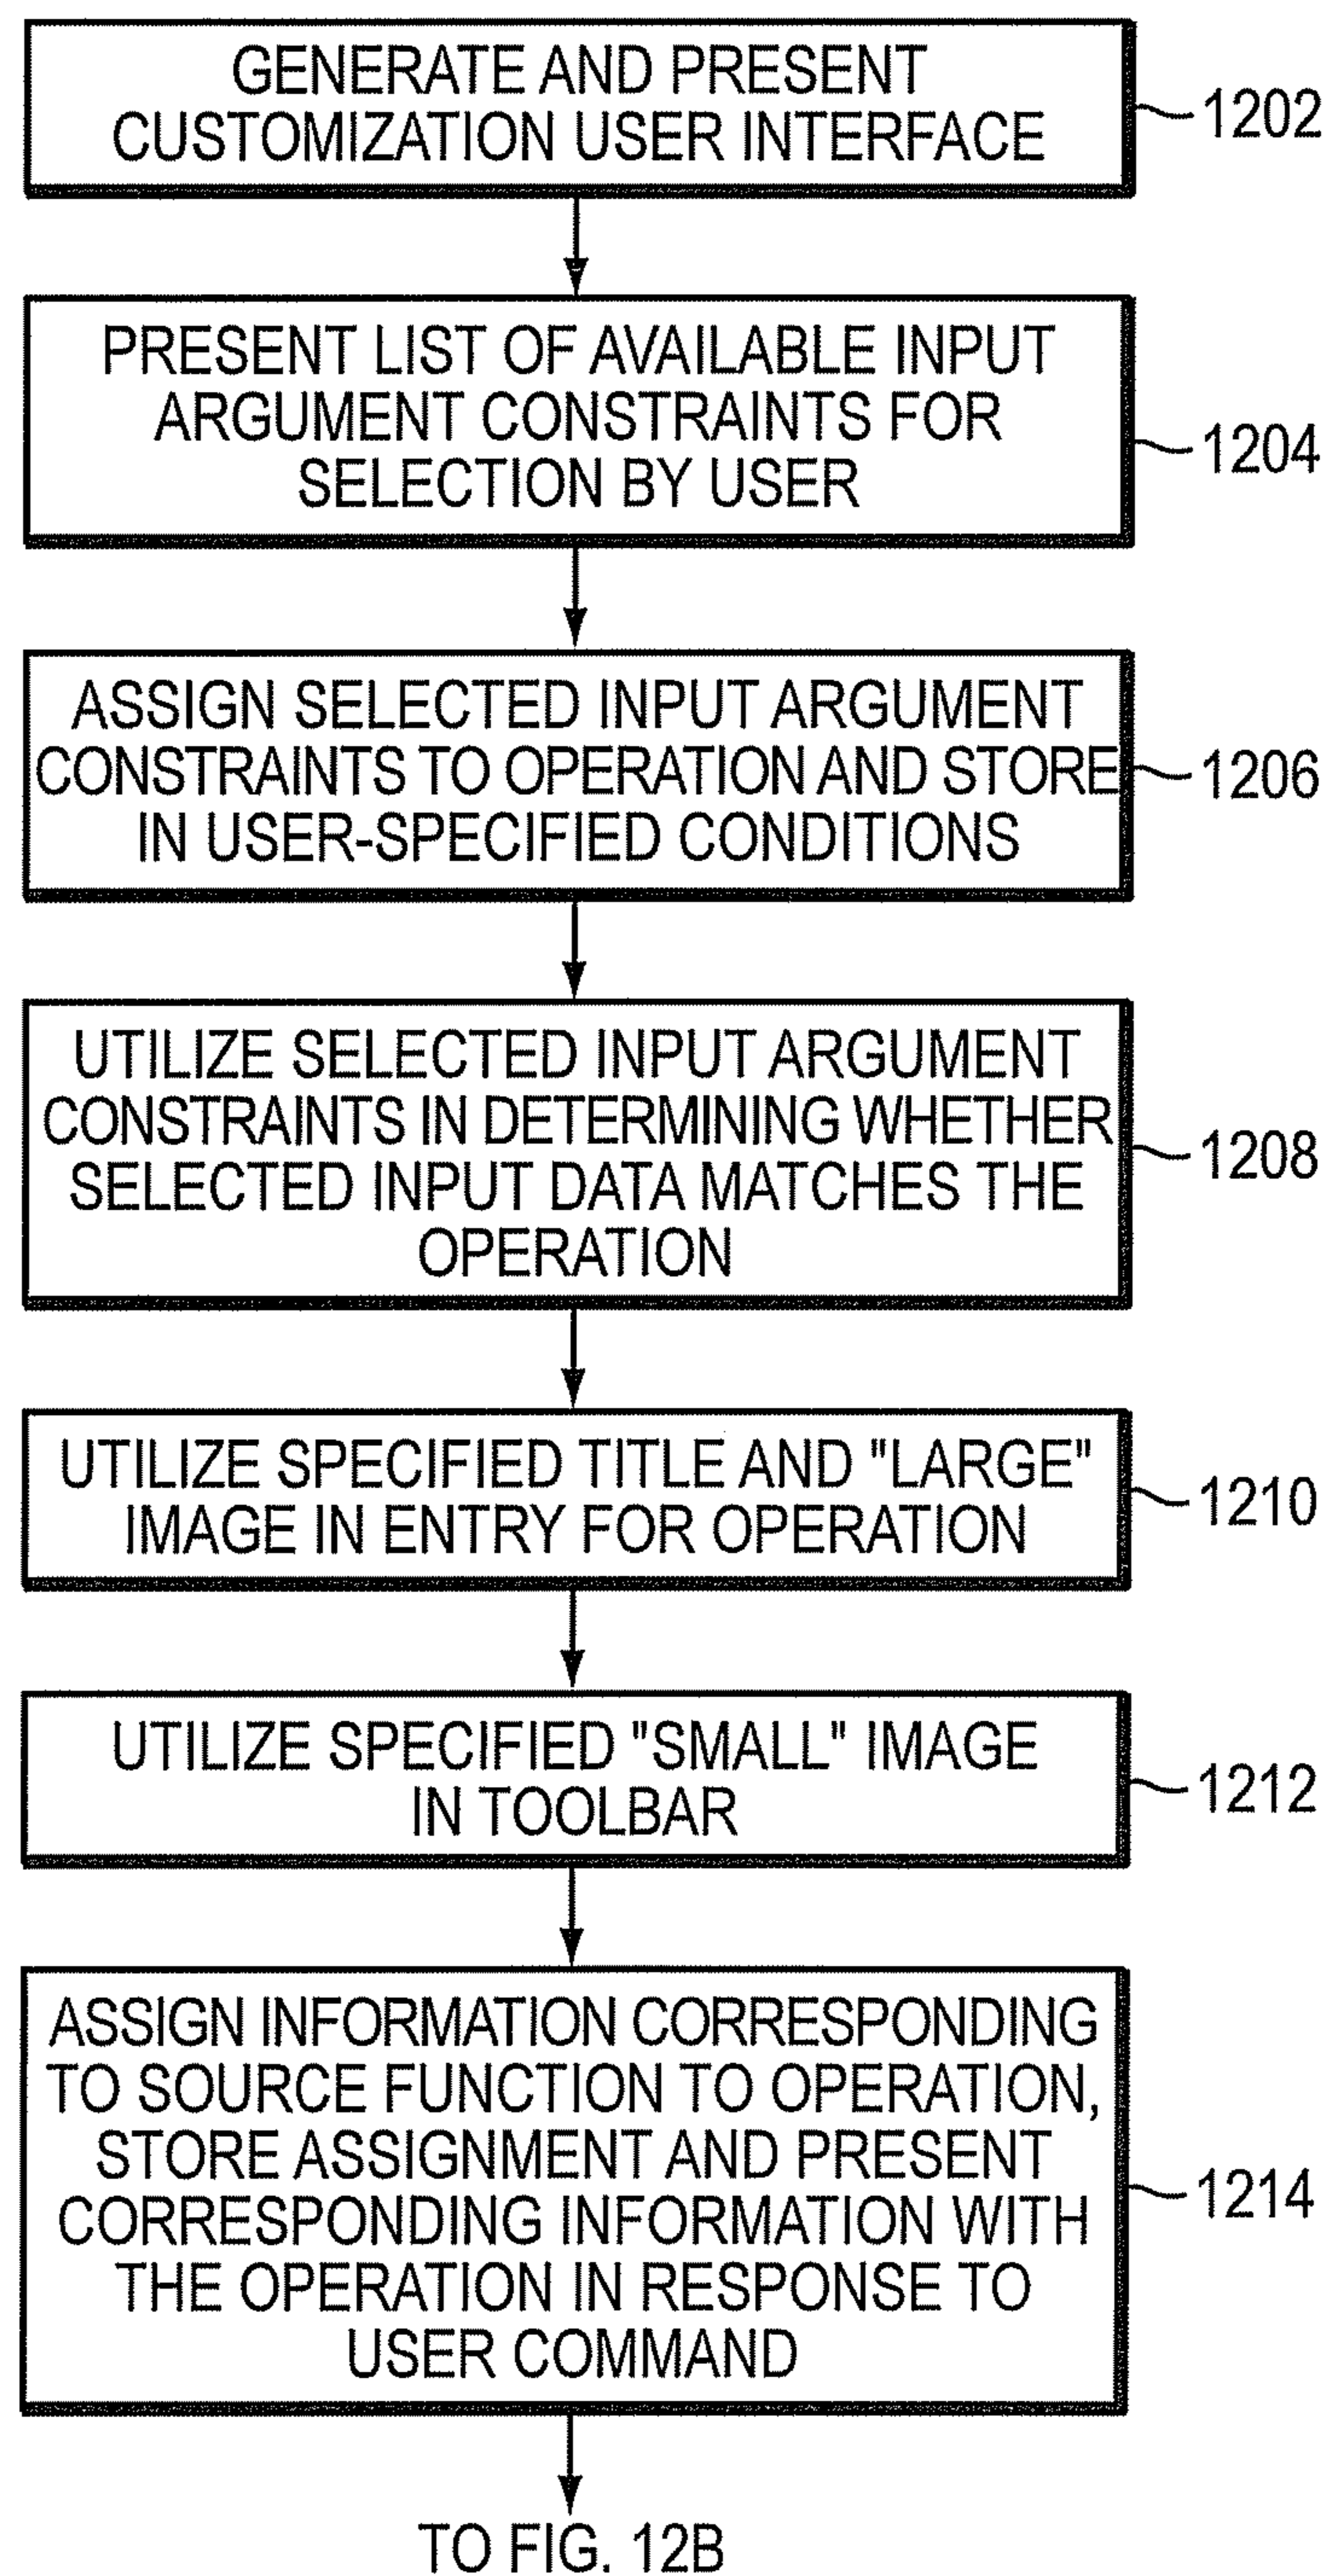 GENERATE AND PRESENT
CUSTOMIZATION USER INTERFACE
1202
PRESENT LIST OF AVAILABLE INPUT
ARGUMENT CONSTRAINTS FOR
SELECTION BY USER
1204
ASSIGN SELECTED INPUT ARGUMENT
CONSTRAINTS TO OPERATION AND STORE
IN USER-SPECIFIED CONDITIONS
1206
UTILIZE SELECTED INPUT ARGUMENT
CONSTRAINTS IN DETERMINING WHETHER
SELECTED INPUT DATA MATCHES THE
OPERATION
1208
UTILIZE SPECIFIED TITLE AND "LARGE"
IMAGE IN ENTRY FOR OPERATION
1210
UTILIZE SPECIFIED "SMALL" IMAGE
IN TOOLBAR
1212
ASSIGN INFORMATION CORRESPONDING
TO SOURCE FUNCTION TO OPERATION,
STORE ASSIGNMENT AND PRESENT
CORRESPONDING INFORMATION WITH
THE OPERATION IN RESPONSE TO
USER COMMAND
1214
TO FIG. 12B